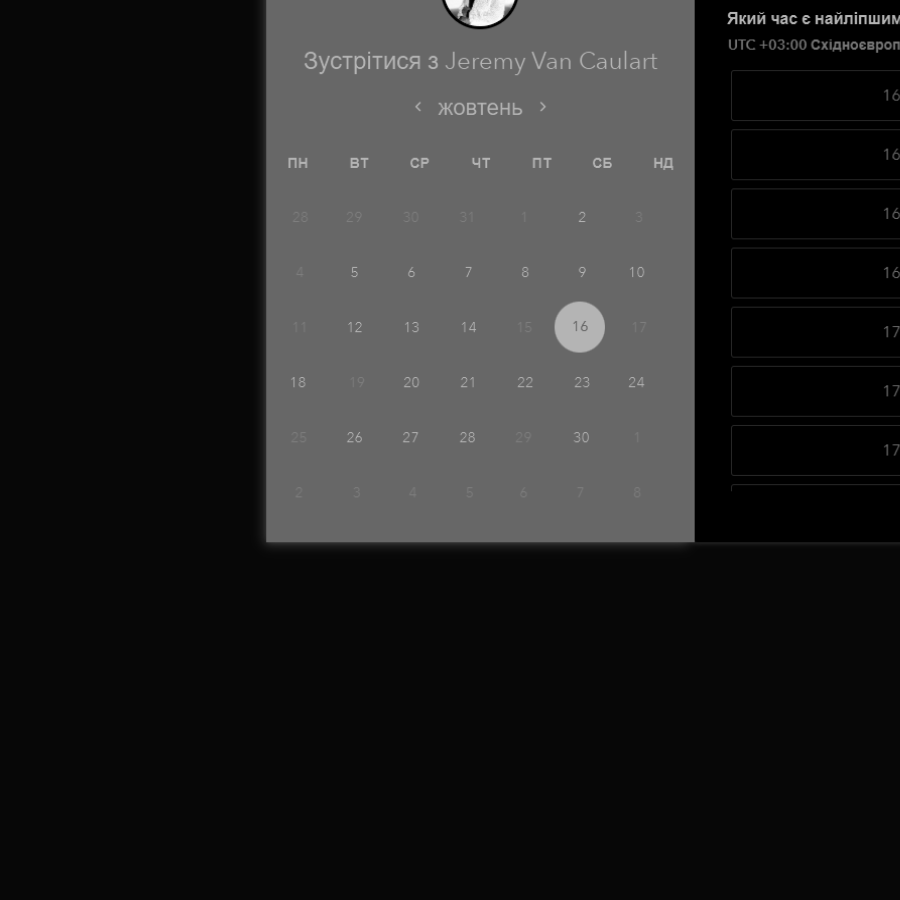 Зустрітися з Jeremy Van Caulart
жовтень
ПН ВТ СР ЧТ ПТ СБ НД
28 29 30 31 1 2 3
4 5 6 7 8 9 10
11 12 13 14 15 16 17
18 19 20 21 22 23 24
25 26 27 28 29 30 1
2 3 4 5 6 7 8
Який час є найліпшим
UTC +03:00 Східноєвроп
16
16
16
16
17
17
17